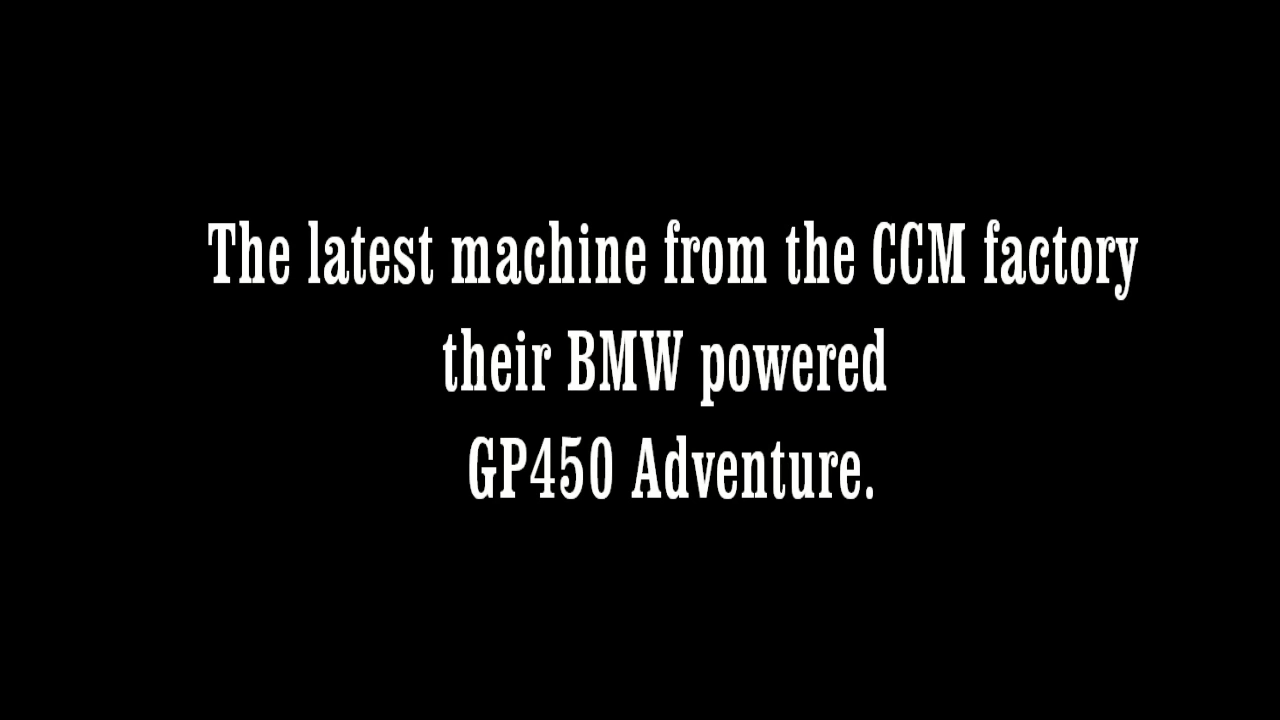 The latest machine from the CCM factory
their BMW powered
GP450 Adventure.